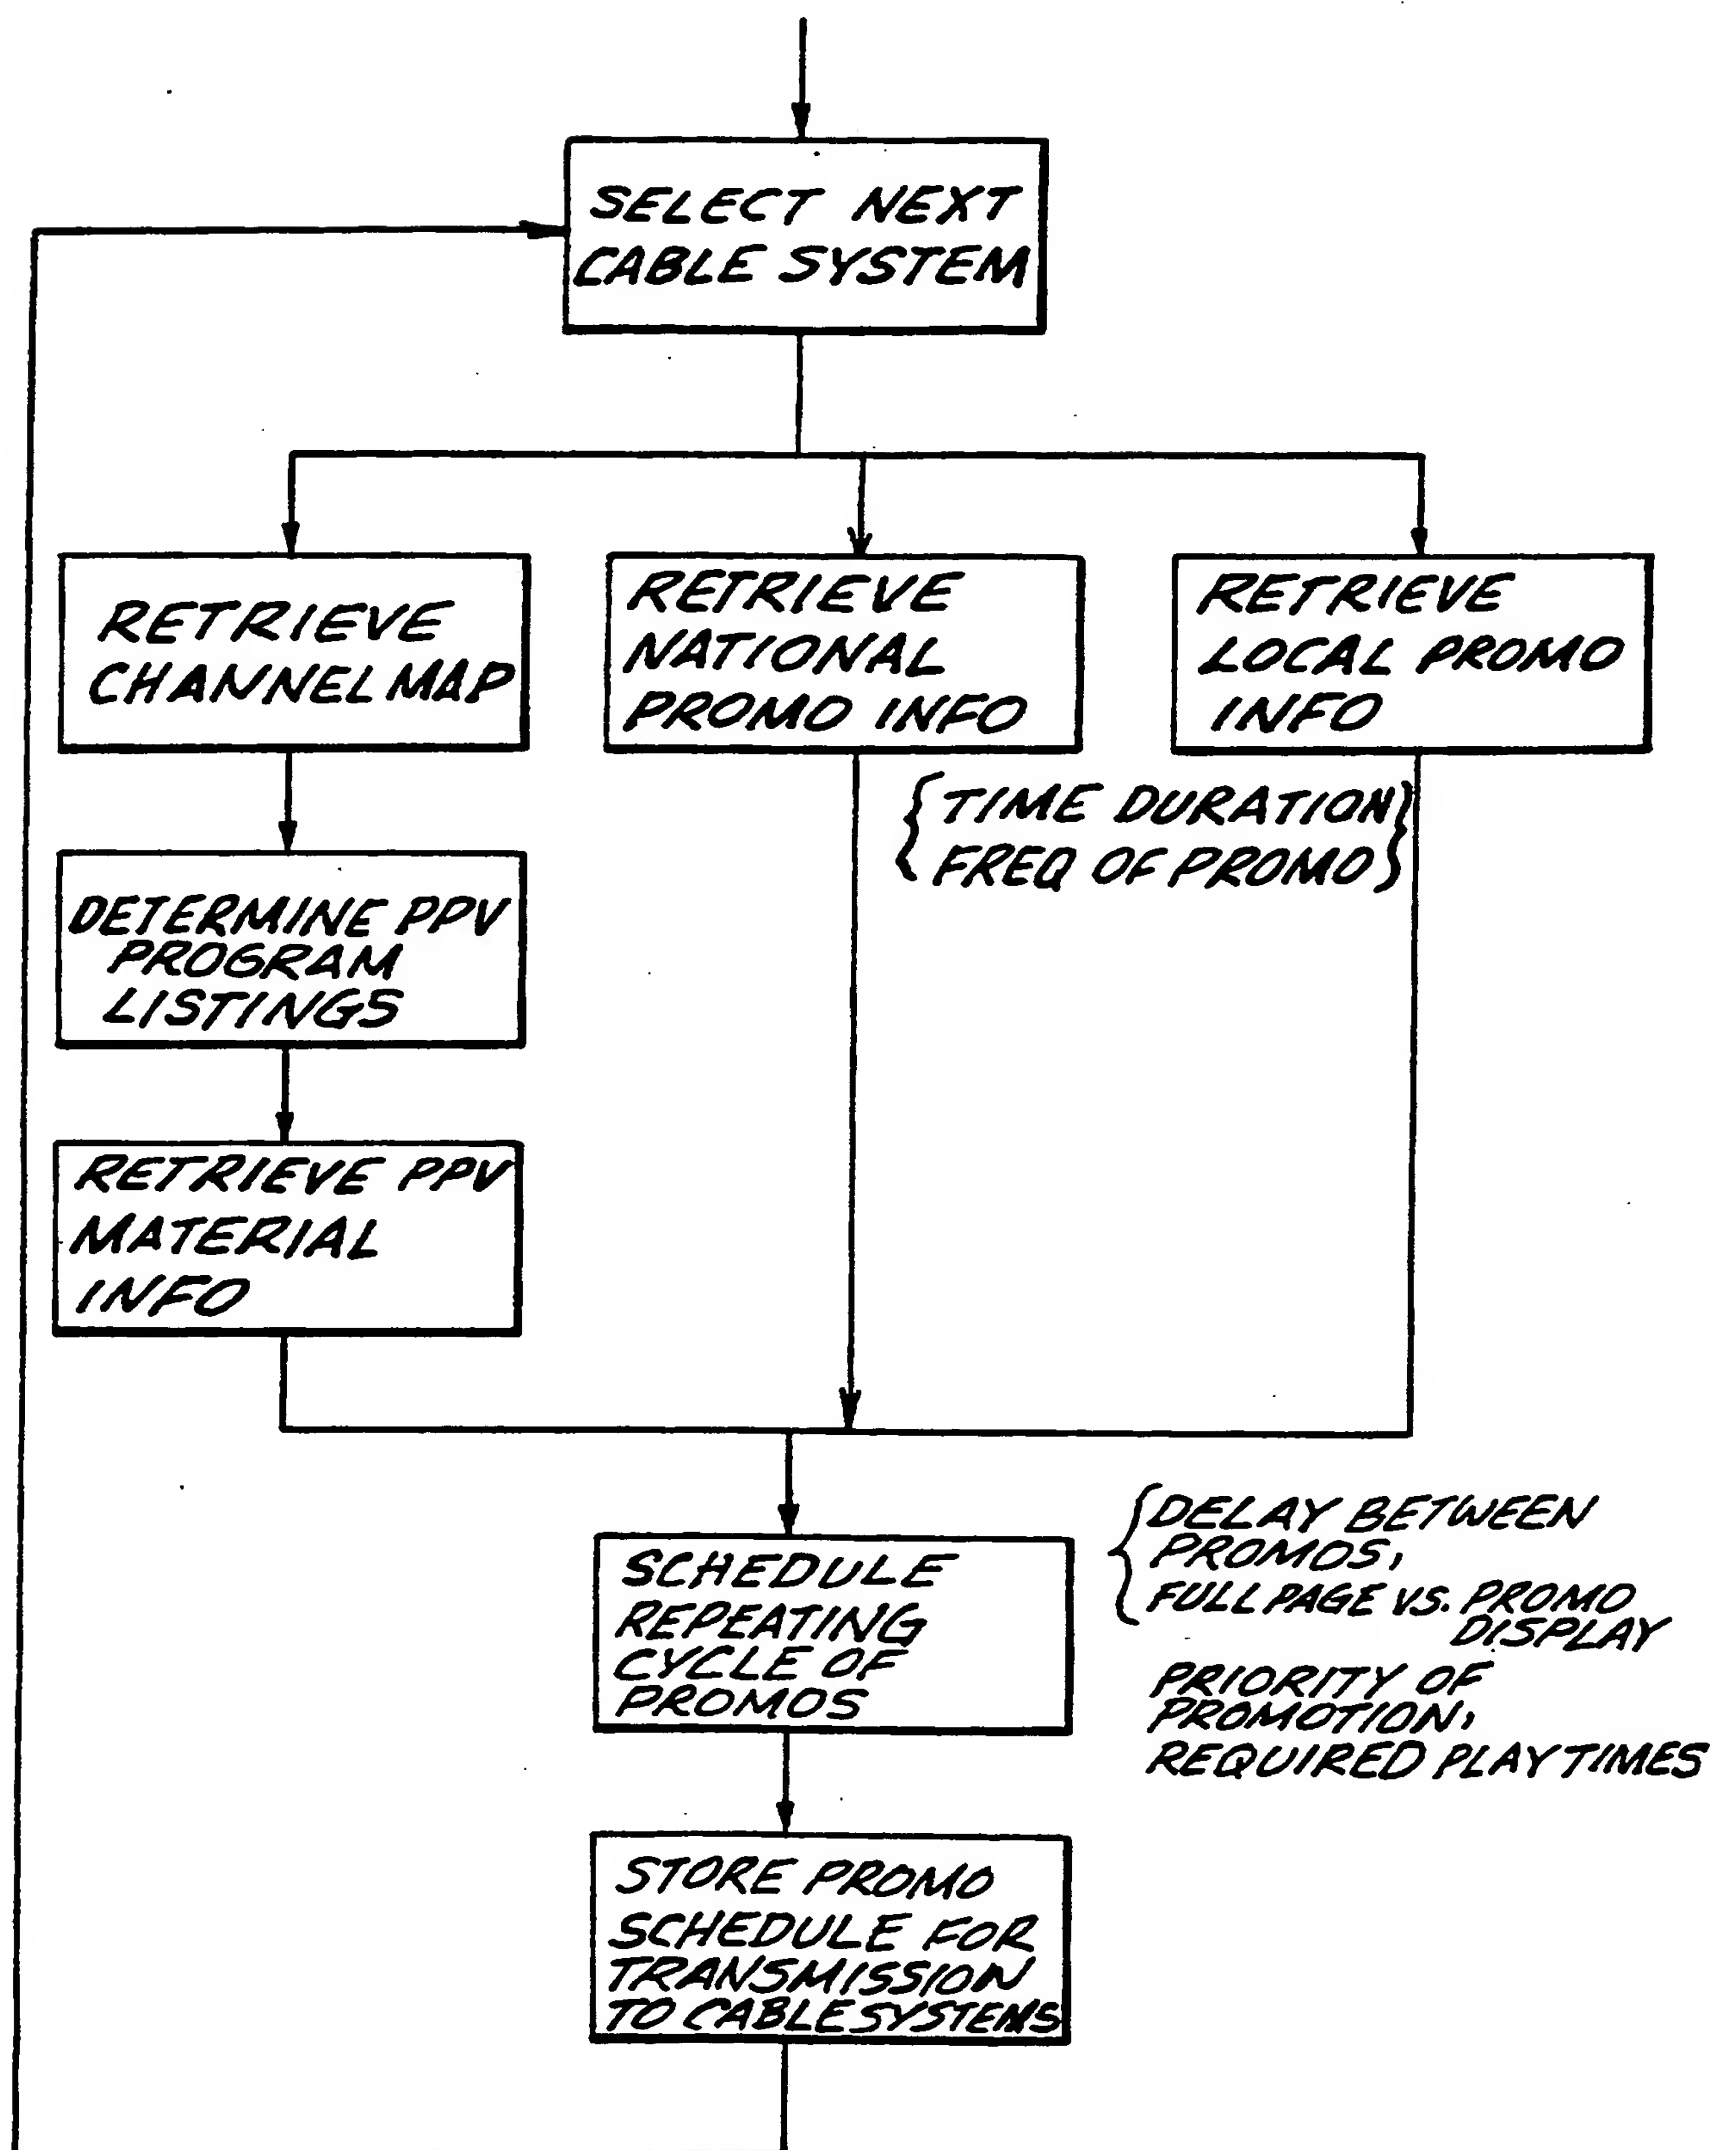 SELECT NEXT
CABLE SYSTEM
RETRIEVE
CHANNEL MAP
RETRIEVE
NATIONAL
PROMO INFO
RETRIEVE
LOCAL PROMO
INFO
{TIME DURATION}
{FREQ OF PROMO}
DETERMINE PPV
PROGRAM
LISTINGS
RETRIEVE PPV
MATERIAL
INFO
SCHEDULE
REPEATING
CYCLE OF
PROMOS
DELAY BETWEEN
PROMOS,
FULL PAGE VS. PROMO
DISPLAY
PRIORITY OF
PROMOTION,
REQUIRED PLAY TIMES
STORE PROMO
SCHEDULE FOR
TRANSMISSION
TO CABLE SYSTEMS